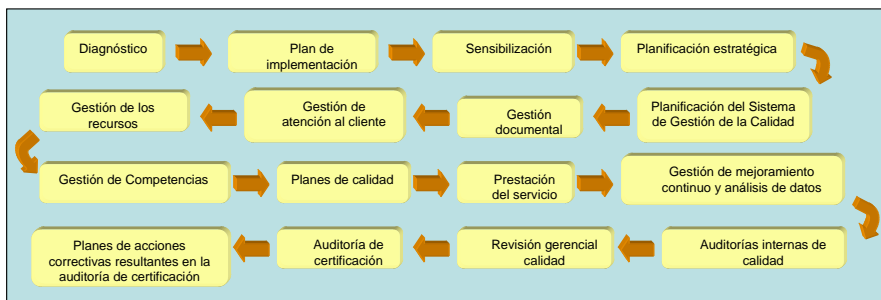 Diagnóstico
Plan de
implementación
Sensibilización
Planificación estratégica
Planificación del Sistema
de Gestión de la Calidad
Gestión
documental
Gestión de
atención al cliente
Gestión de los
recursos
Gestión de Competencias
Planes de calidad
Prestación
del servicio
Gestión de mejoramiento
continuo y análisis de datos
Auditorías internas de
calidad
Revisión gerencial
calidad
Auditoría de
certificación
Planes de acciones
correctivas resultantes en la
auditoría de certificación